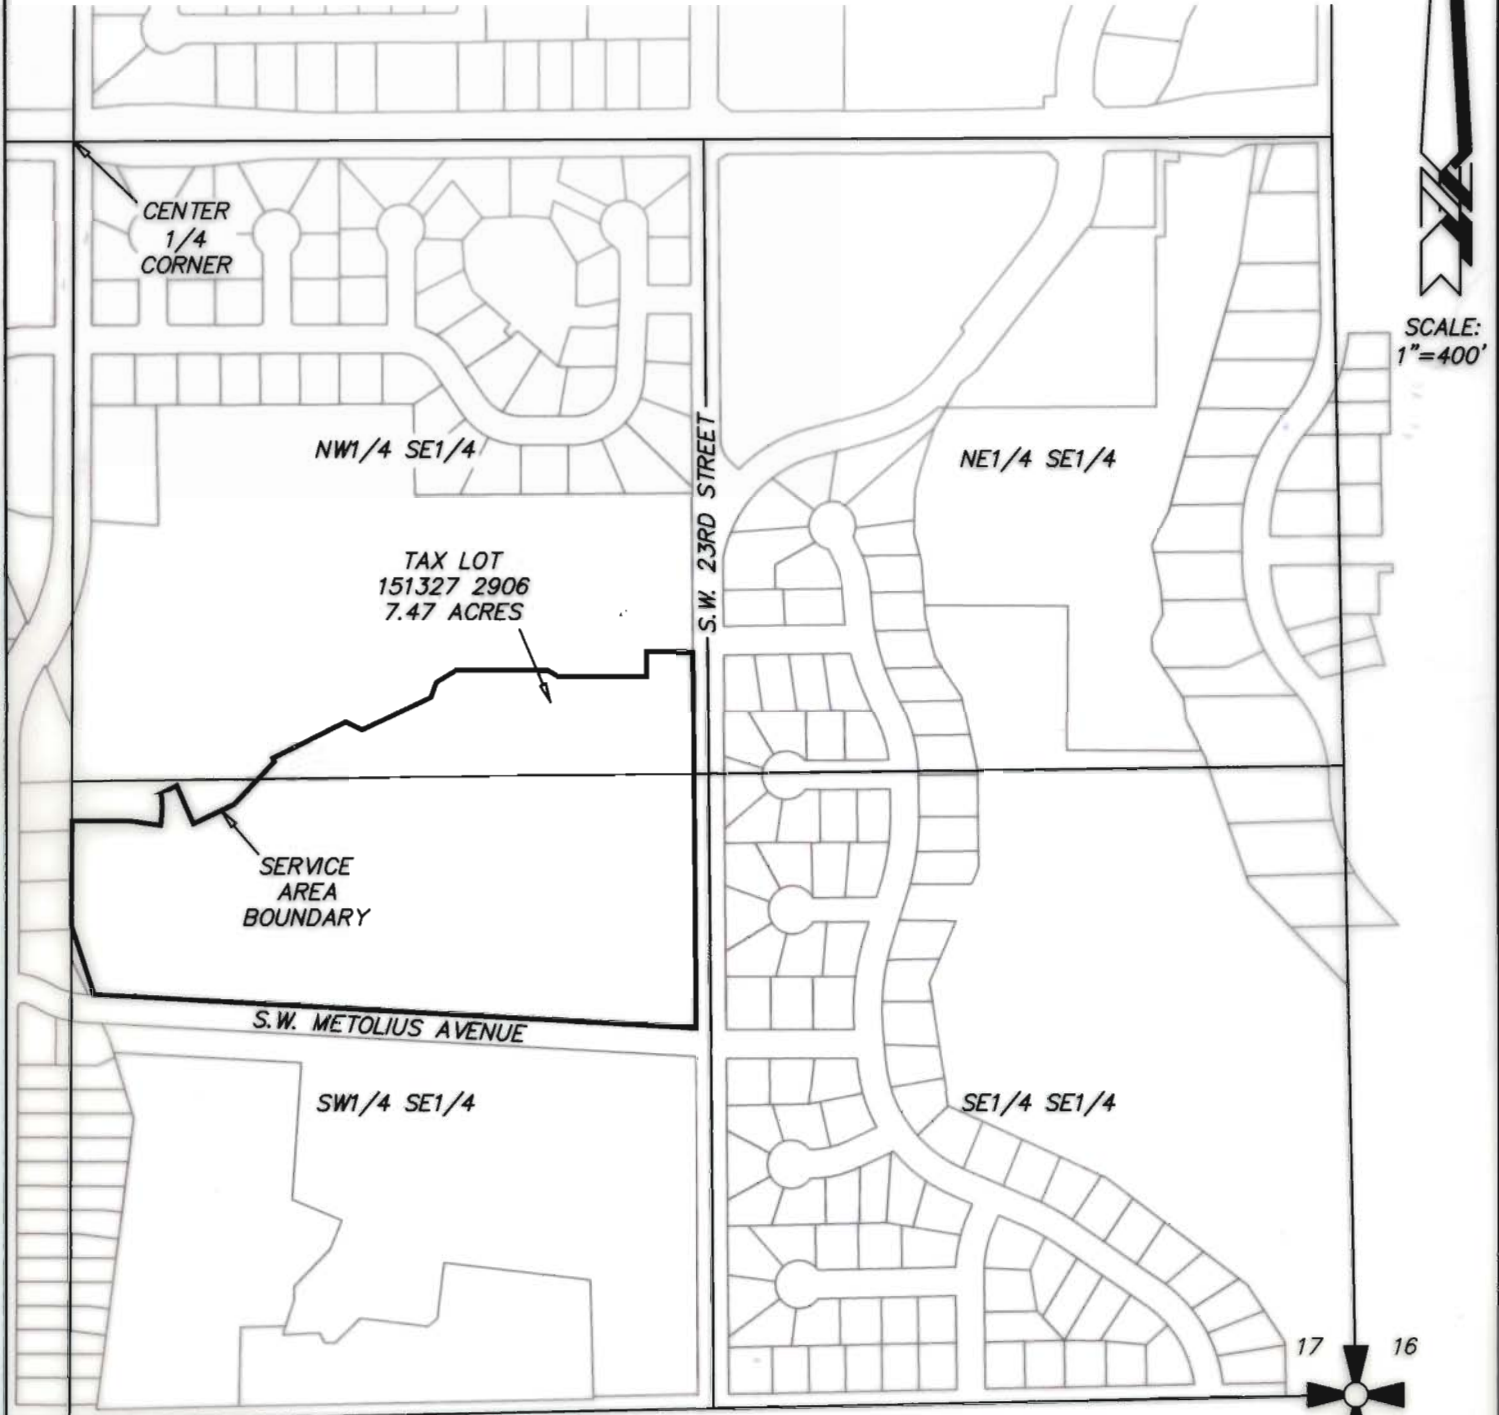 CENTER
1/4
CORNER
SCALE:
1"=400'
NW1/4 SE1/4
NE1/4 SE1/4
S.W. 23RD STREET
TAX LOT
151327 2906
7.47 ACRES
SERVICE
AREA
BOUNDARY
S.W. METOLIUS AVENUE
SW1/4 SE1/4
SE1/4 SE1/4
17 16